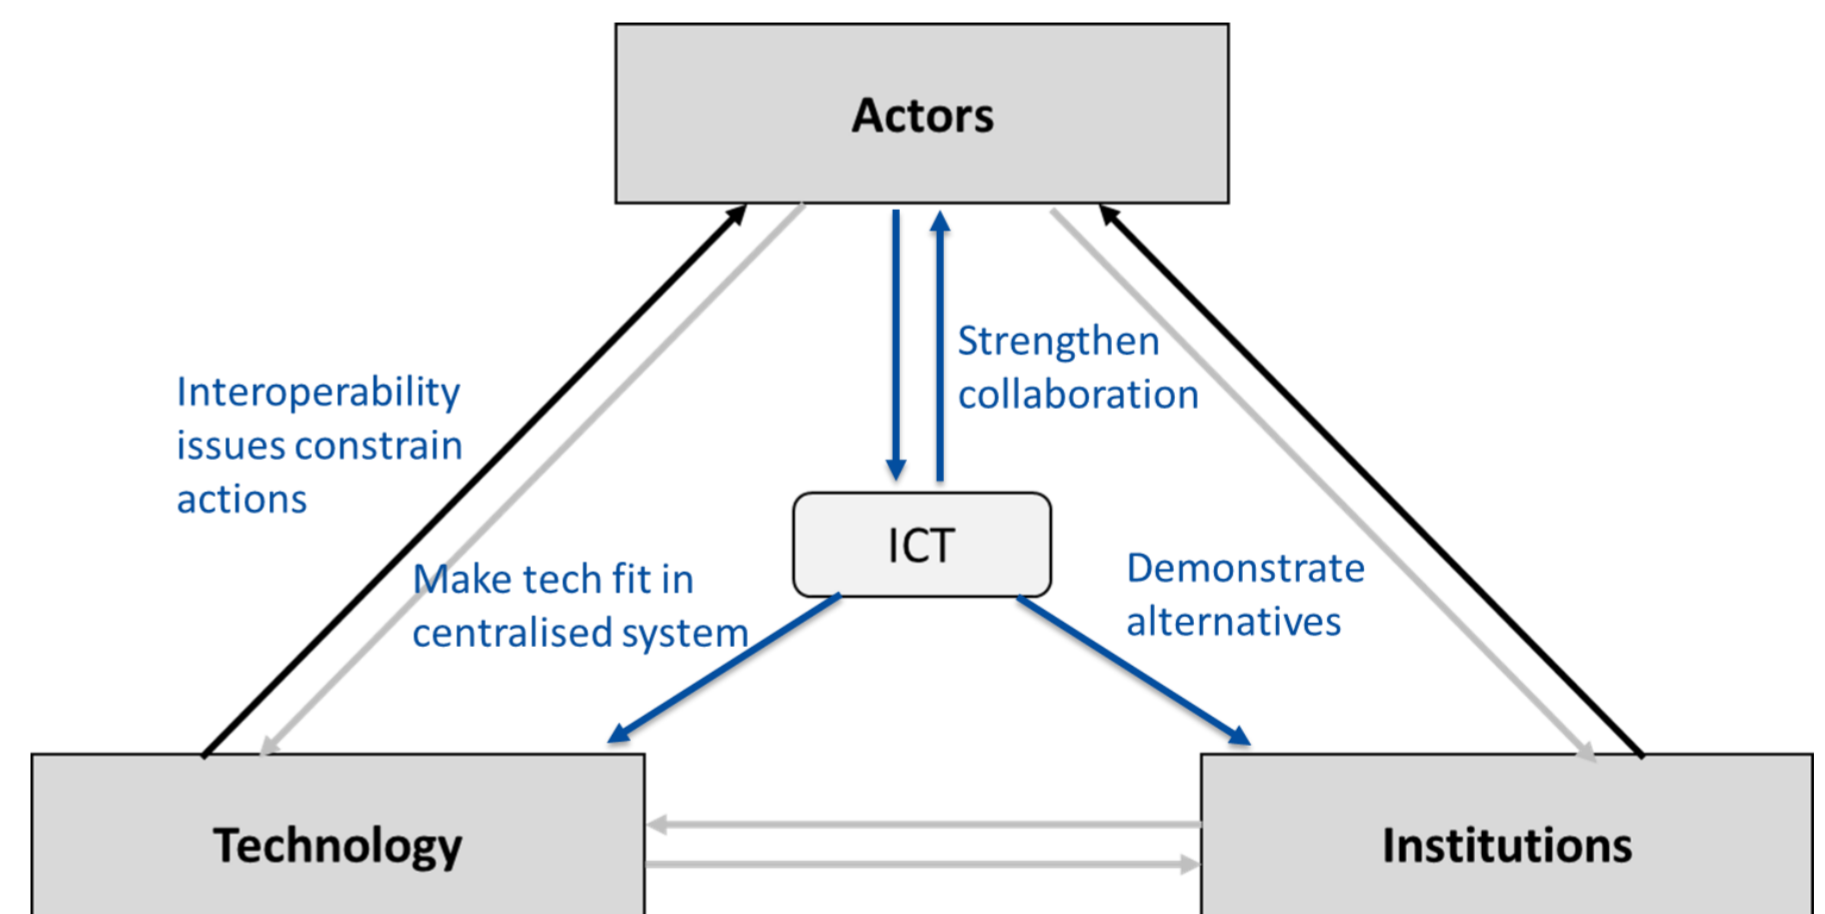 Actors
Strengthen
collaboration
Interoperability
issues constrain
actions
ICT
Make tech fit in
centralised system
Demonstrate
alternatives
Technology
Institutions